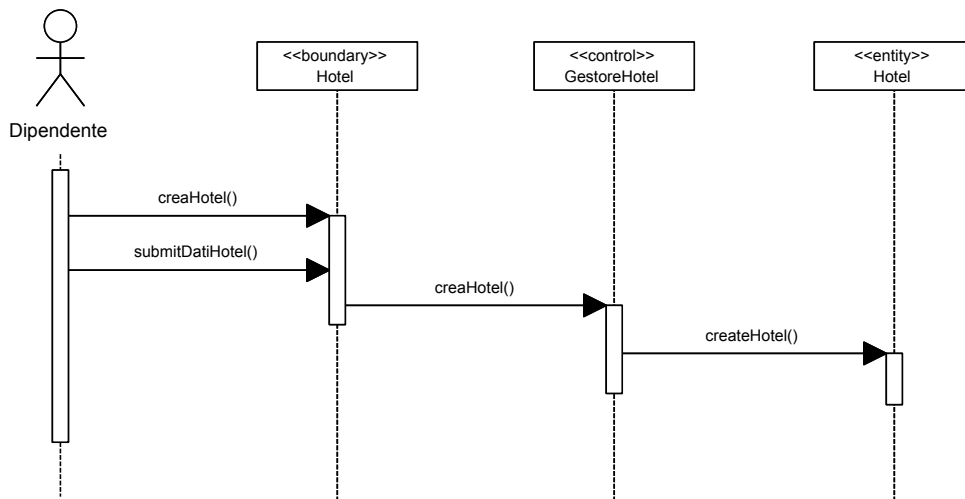 <<boundary>>
Hotel
<<control>>
GestoreHotel
<<entity>>
Hotel
Dipendente
creaHotel()
submitDatiHotel()
creaHotel()
createHotel()